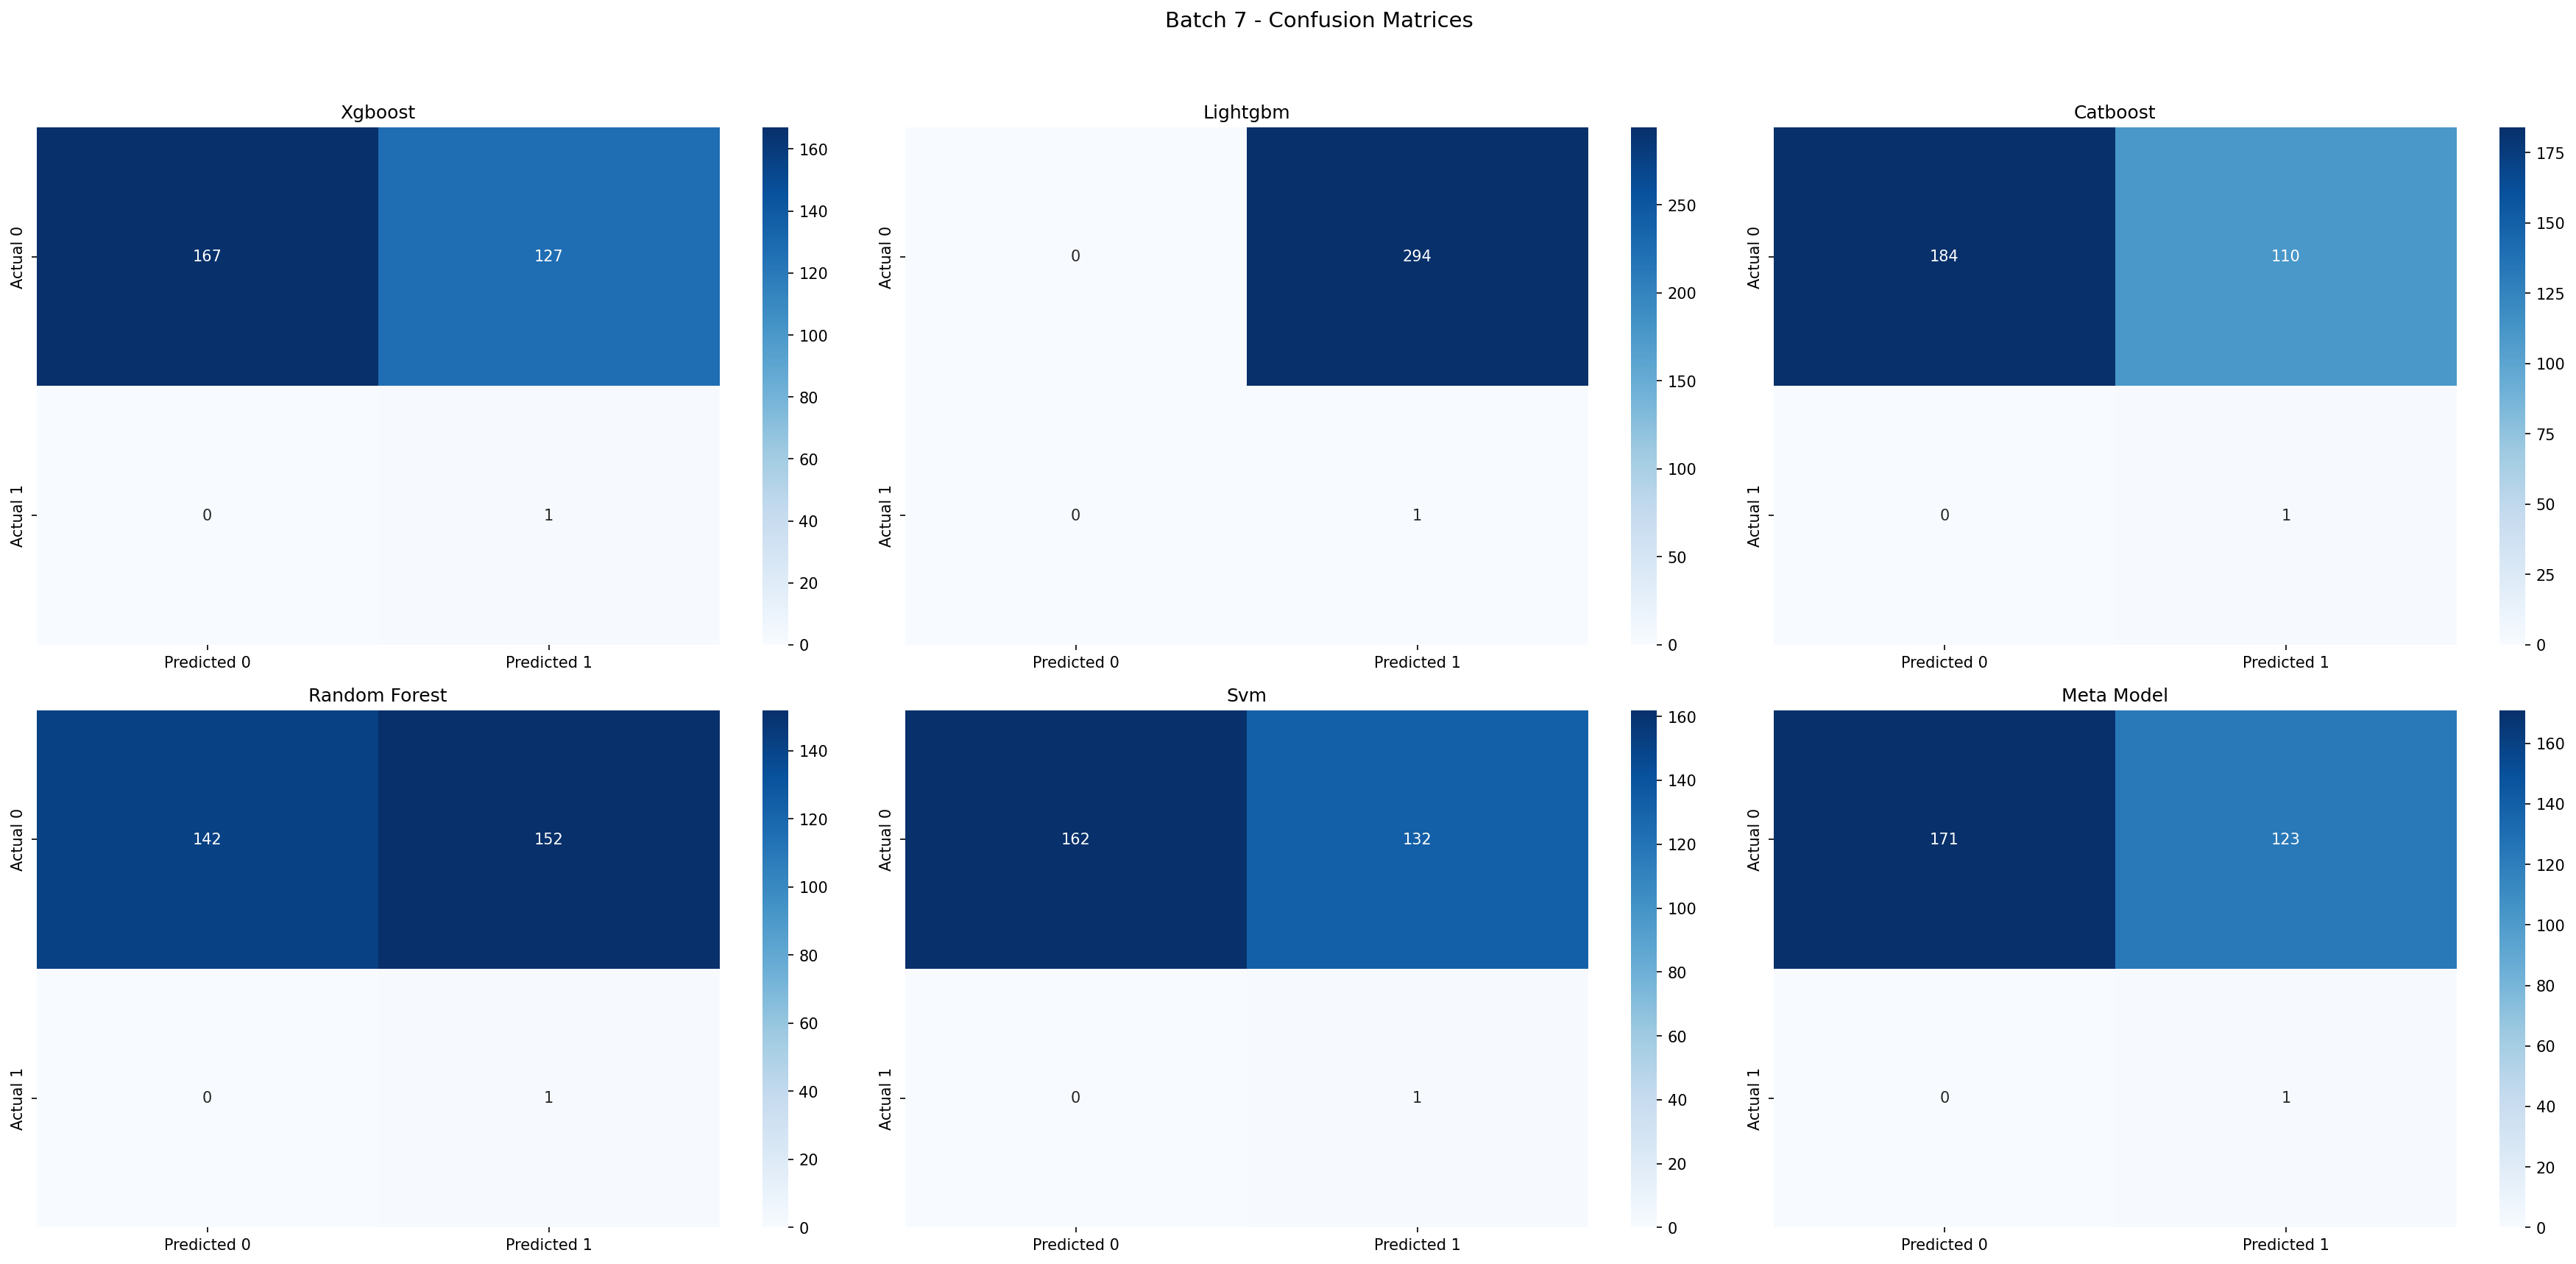 Batch 7 - Confusion Matrices
Xgboost
Actual 0
167
127
Actual 1
0
1
Predicted 0
Predicted 1
160
140
120
100
80
60
40
20
0
Lightgbm
Actual 0
0
294
Actual 1
0
1
Predicted 0
Predicted 1
250
200
150
100
50
0
Catboost
Actual 0
184
110
Actual 1
0
1
Predicted 0
Predicted 1
175
150
125
100
75
50
25
0
Random Forest
Actual 0
142
152
Actual 1
0
1
Predicted 0
Predicted 1
140
120
100
80
60
40
20
0
Svm
Actual 0
162
132
Actual 1
0
1
Predicted 0
Predicted 1
160
140
120
100
80
60
40
20
0
Meta Model
Actual 0
171
123
Actual 1
0
1
Predicted 0
Predicted 1
160
140
120
100
80
60
40
20
0